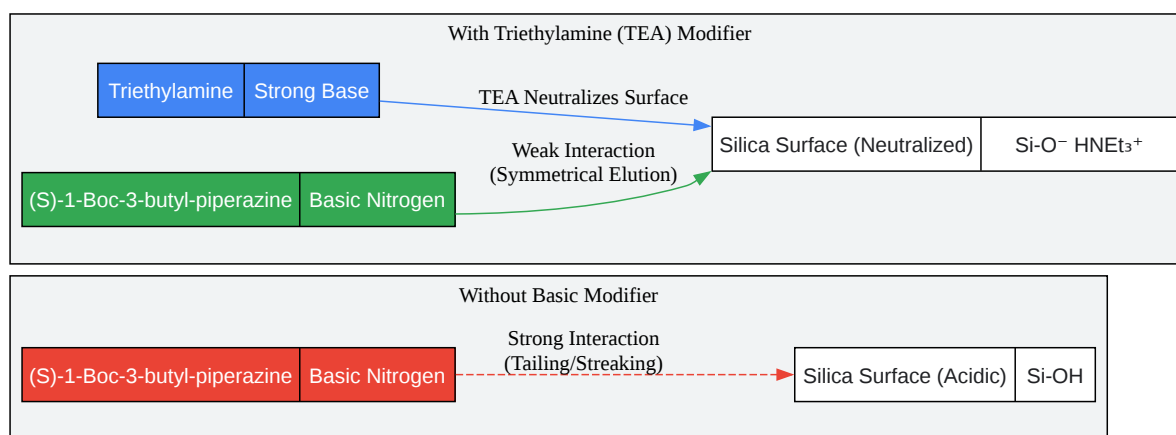 With Triethylamine (TEA) Modifier
Triethylamine Strong Base
TEA Neutralizes Surface
Silica Surface (Neutralized) Si-O⁻ HNEt₃⁺
Weak Interaction
(Symmetrical Elution)
(S)-1-Boc-3-butyl-piperazine Basic Nitrogen
Without Basic Modifier
Strong Interaction
(Tailing/Streaking)
(S)-1-Boc-3-butyl-piperazine Basic Nitrogen
Silica Surface (Acidic) Si-OH